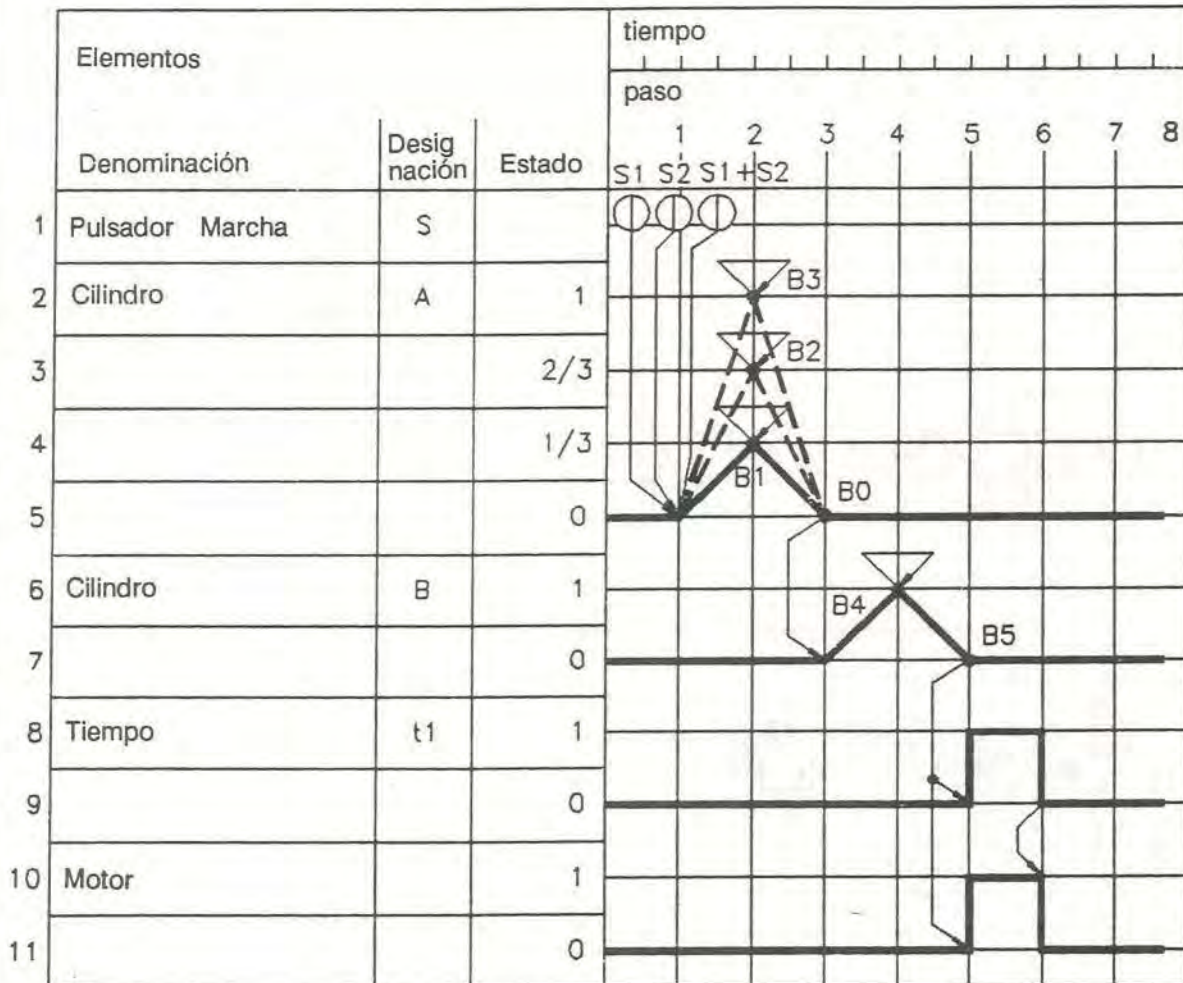 Elementos
tiempo
paso
Denominación
Desig
nación
Estado
1 2 3 4 5 6 7 8
S1 S2 S1+S2
1 Pulsador Marcha S
2 Cilindro A 1
B3
3 2/3
B2
4 1/3
B1
5 0
B0
6 Cilindro B 1
B4
7 0
B5
8 Tiempo t1 1
9 0
10 Motor 1
11 0